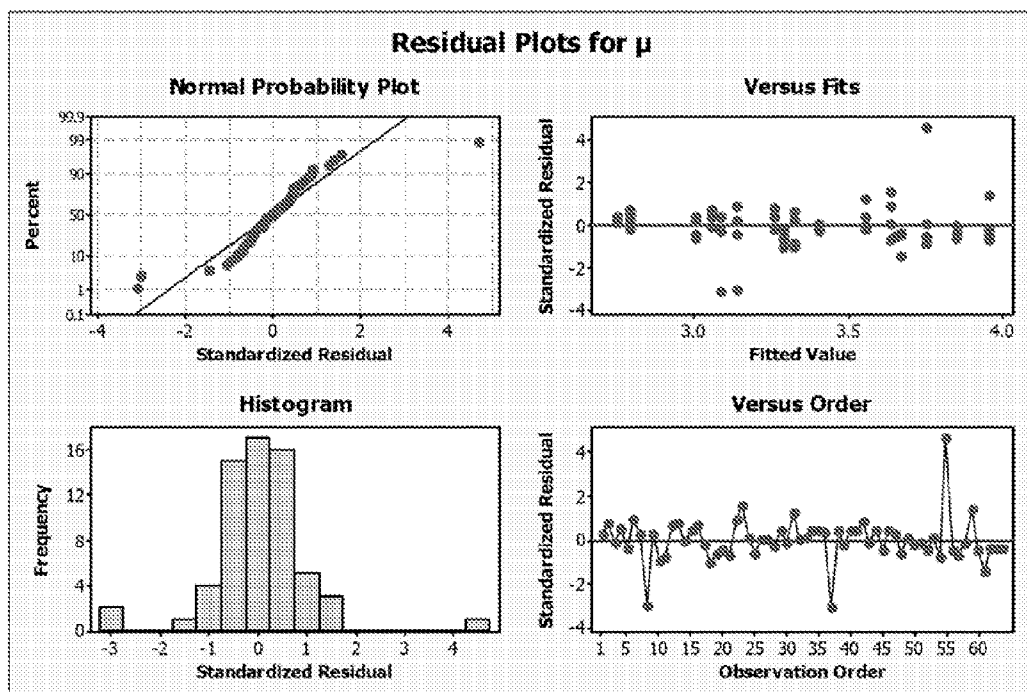 Residual Plots for µ
Normal Probability Plot
Percent
99.9
99
90
50
10
1
0.1
-4 -2 0 2 4
Standardized Residual
Versus Fits
Standardized Residual
4
2
0
-2
-4
3.0 3.5 4.0
Fitted Value
Histogram
Frequency
16
12
8
4
0
-3 -2 -1 0 1 2 3 4
Standardized Residual
Versus Order
Standardized Residual
4
2
0
-2
-4
1 5 10 15 20 25 30 35 40 45 50 55 60
Observation Order